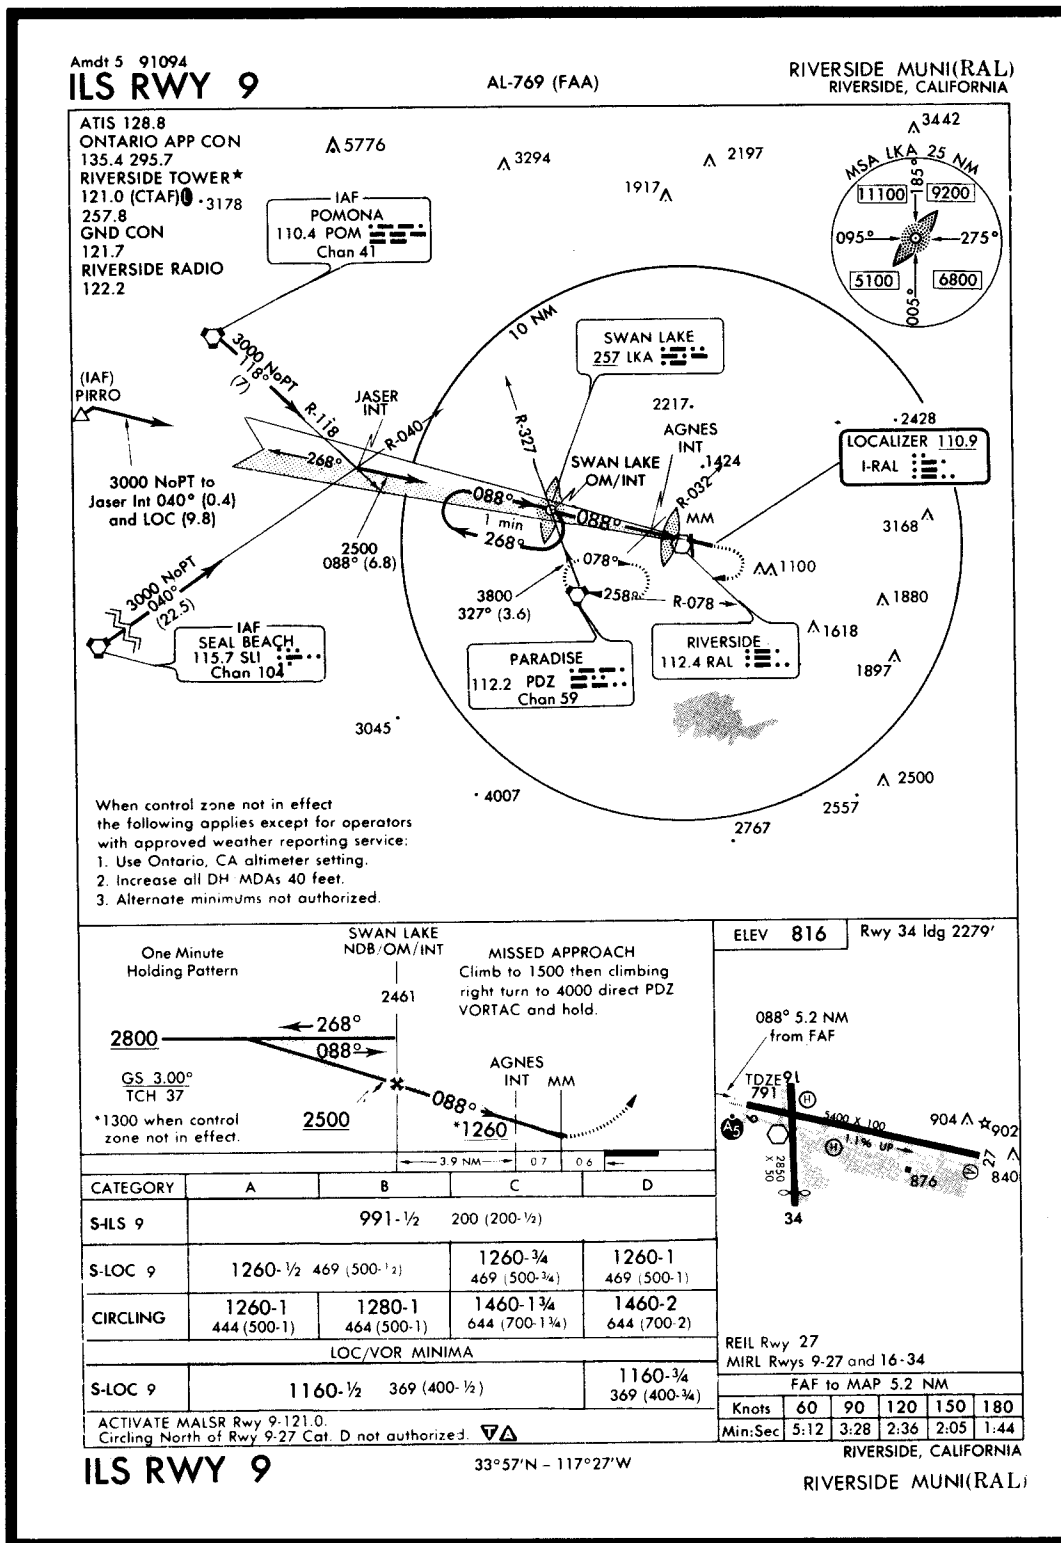 Amdt 5 91094
ILS RWY 9
AL-769 (FAA)
RIVERSIDE MUNI(RAL)
RIVERSIDE, CALIFORNIA
ATIS 128.8
ONTARIO APP CON
135.4 295.7
RIVERSIDE TOWER*
121.0 (CTAF) L
257.8
GND CON
121.7
RIVERSIDE RADIO
122.2
3178
5776
3294
2197
1917
3442
MSA LKA 25 NM
185°
11100
9200
095°
275°
5100
6800
005°
IAF
POMONA
110.4 POM
Chan 41
3000 NoPT
118°
(7)
R-118
(IAF)
PIRRO
3000 NoPT to
Jaser Int 040° (0.4)
and LOC (9.8)
JASER
INT
R-040
268°
10 NM
SWAN LAKE
257 LKA
R-327
2217
AGNES
INT
2428
LOCALIZER 110.9
I-RAL
SWAN LAKE
OM/INT
1424
R-032
088°
088°
MM
1 min
268°
3168
2500
088° (6.8)
078°
1100
3800
327° (3.6)
258°
R-078
1880
3000 NoPT
040°
(22.5)
IAF
SEAL BEACH
115.7 SLI
Chan 104
PARADISE
112.2 PDZ
Chan 59
RIVERSIDE
112.4 RAL
1618
1897
3045
4007
2500
2557
2767
When control zone not in effect
the following applies except for operators
with approved weather reporting service:
1. Use Ontario, CA altimeter setting.
2. Increase all DH MDAs 40 feet.
3. Alternate minimums not authorized.
One Minute
Holding Pattern
SWAN LAKE
NDB/OM/INT
2461
MISSED APPROACH
Climb to 1500 then climbing
right turn to 4000 direct PDZ
VORTAC and hold.
2800
268°
088°
GS 3.00°
TCH 37
*1300 when control
zone not in effect.
2500
088°
*1260
AGNES
INT
MM
3.9 NM
0.7
0.6
ELEV 816
Rwy 34 ldg 2279'
088° 5.2 NM
from FAF
TDZE
791
16
H
A5
5400 X 100
1.1% UP
H
2850 X 50
904
902
27
840
876
V
34
REIL Rwy 27
MIRL Rwys 9-27 and 16-34
CATEGORY A B C D
S-ILS 9 991-½ 200 (200-½)
S-LOC 9 1260-½ 469 (500-½) 1260-¾ 469 (500-¾) 1260-1 469 (500-1)
CIRCLING 1260-1 444 (500-1) 1280-1 464 (500-1) 1460-1¾ 644 (700-1¾) 1460-2 644 (700-2)
LOC/VOR MINIMA
S-LOC 9 1160-½ 369 (400-½) 1160-¾ 369 (400-¾)
ACTIVATE MALSR Rwy 9-121.0.
Circling North of Rwy 9-27 Cat. D not authorized. T A
FAF to MAP 5.2 NM
Knots 60 90 120 150 180
Min:Sec 5:12 3:28 2:36 2:05 1:44
ILS RWY 9
33°57'N – 117°27'W
RIVERSIDE, CALIFORNIA
RIVERSIDE MUNI(RAL)